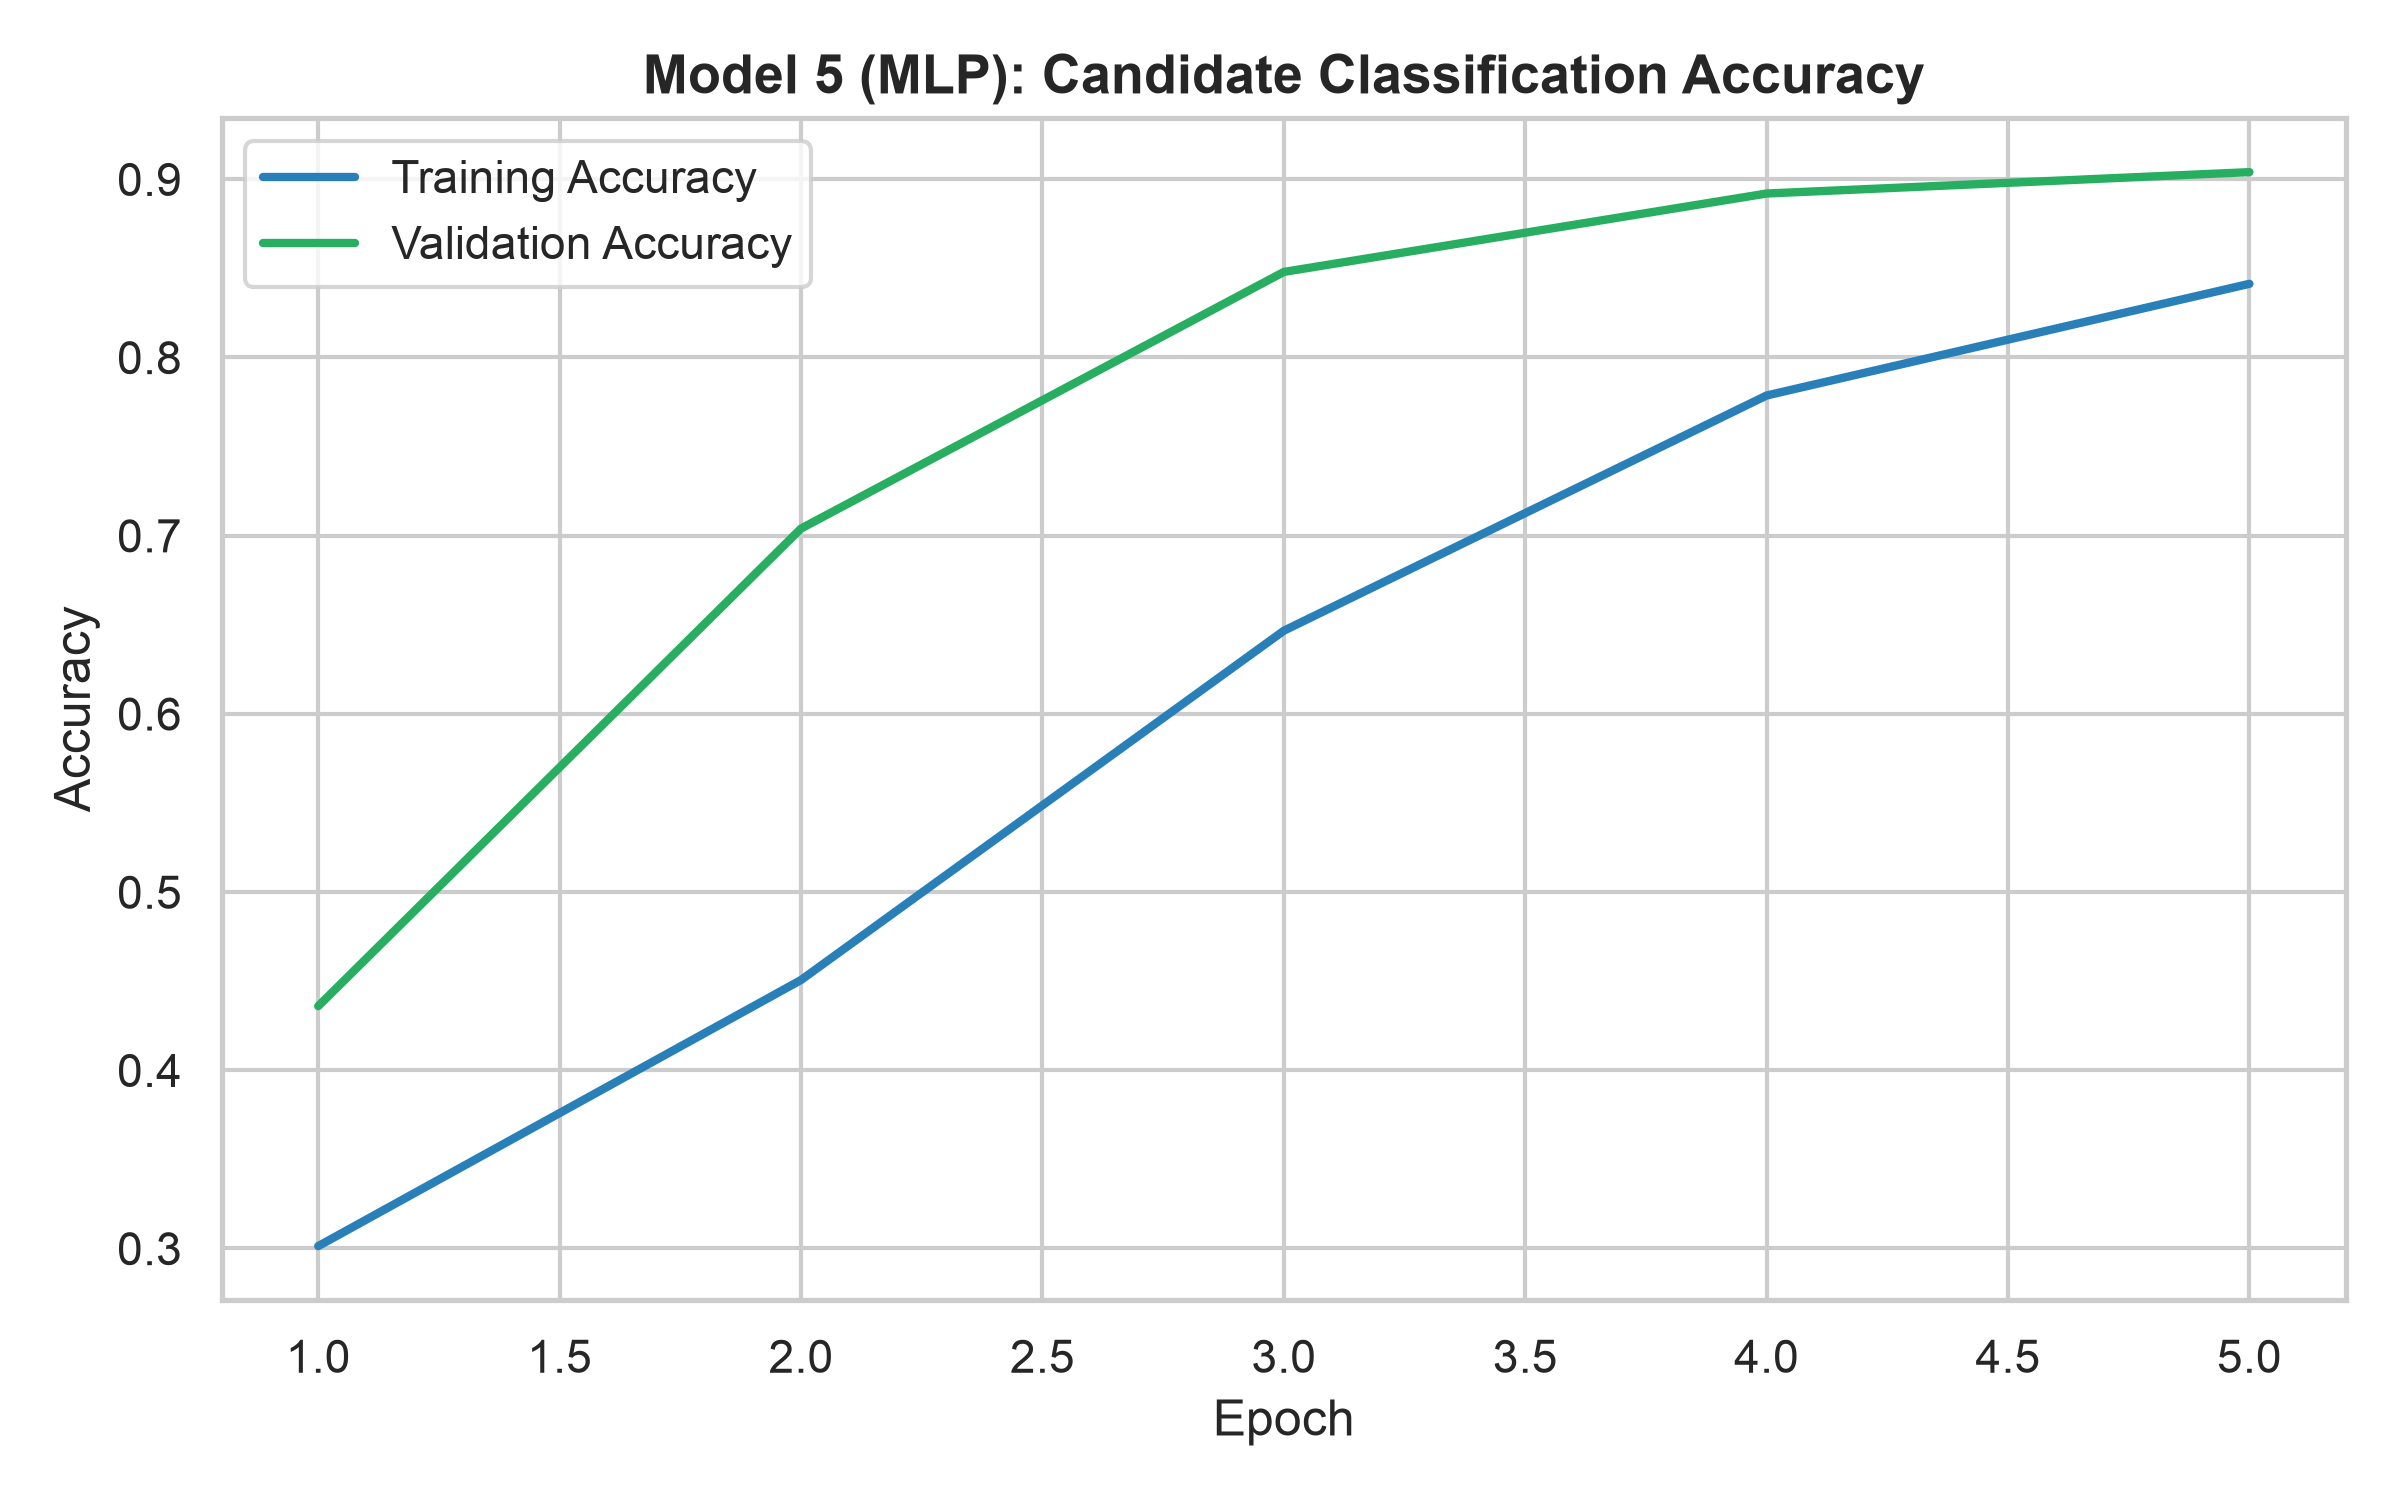 Model 5 (MLP): Candidate Classification Accuracy
Training Accuracy
Validation Accuracy
0.9
0.8
0.7
0.6
0.5
0.4
0.3
Accuracy
1.0 1.5 2.0 2.5 3.0 3.5 4.0 4.5 5.0
Epoch